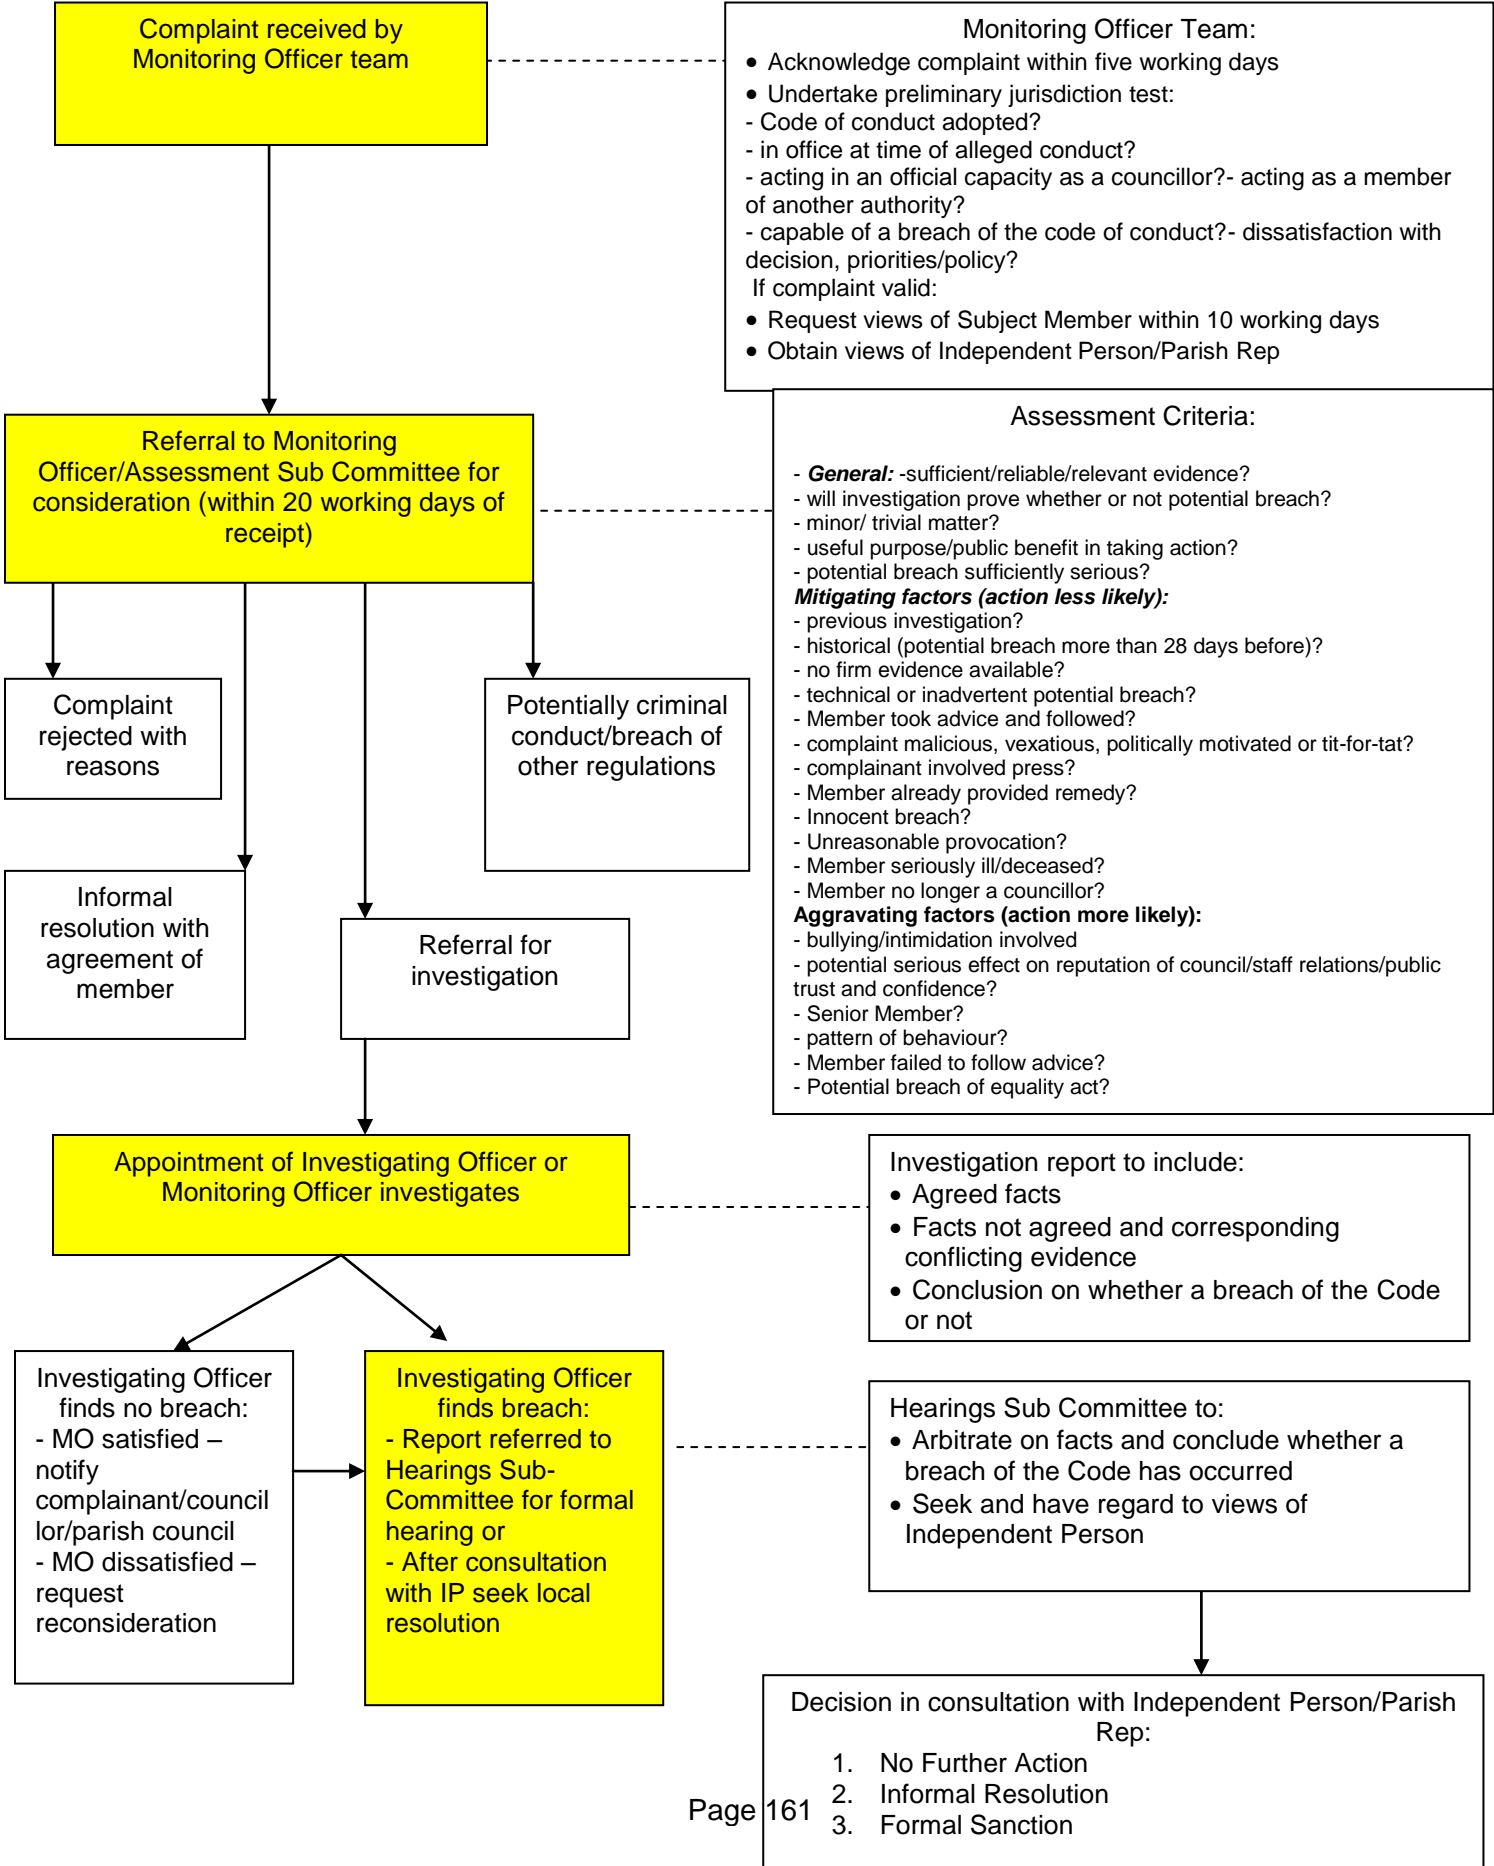 Complaint received by
Monitoring Officer team
Monitoring Officer Team:
• Acknowledge complaint within five working days
• Undertake preliminary jurisdiction test:
- Code of conduct adopted?
- in office at time of alleged conduct?
- acting in an official capacity as a councillor?- acting as a member
of another authority?
- capable of a breach of the code of conduct?- dissatisfaction with
decision, priorities/policy?
If complaint valid:
• Request views of Subject Member within 10 working days
• Obtain views of Independent Person/Parish Rep
Referral to Monitoring
Officer/Assessment Sub Committee for
consideration (within 20 working days of
receipt)
Assessment Criteria:
- General: -sufficient/reliable/relevant evidence?
- will investigation prove whether or not potential breach?
- minor/ trivial matter?
- useful purpose/public benefit in taking action?
- potential breach sufficiently serious?
Mitigating factors (action less likely):
- previous investigation?
- historical (potential breach more than 28 days before)?
- no firm evidence available?
- technical or inadvertent potential breach?
- Member took advice and followed?
- complaint malicious, vexatious, politically motivated or tit-for-tat?
- complainant involved press?
- Member already provided remedy?
- Innocent breach?
- Unreasonable provocation?
- Member seriously ill/deceased?
- Member no longer a councillor?
Aggravating factors (action more likely):
- bullying/intimidation involved
- potential serious effect on reputation of council/staff relations/public
trust and confidence?
- Senior Member?
- pattern of behaviour?
- Member failed to follow advice?
- Potential breach of equality act?
Complaint
rejected with
reasons
Potentially criminal
conduct/breach of
other regulations
Informal
resolution with
agreement of
member
Referral for
investigation
Appointment of Investigating Officer or
Monitoring Officer investigates
Investigation report to include:
• Agreed facts
• Facts not agreed and corresponding
conflicting evidence
• Conclusion on whether a breach of the Code
or not
Investigating Officer
finds no breach:
- MO satisfied –
notify
complainant/council
lor/parish council
- MO dissatisfied –
request
reconsideration
Investigating Officer
finds breach:
- Report referred to
Hearings Sub-
Committee for formal
hearing or
- After consultation
with IP seek local
resolution
Hearings Sub Committee to:
• Arbitrate on facts and conclude whether a
breach of the Code has occurred
• Seek and have regard to views of
Independent Person
Decision in consultation with Independent Person/Parish
Rep:
1. No Further Action
2. Informal Resolution
3. Formal Sanction
Page 161